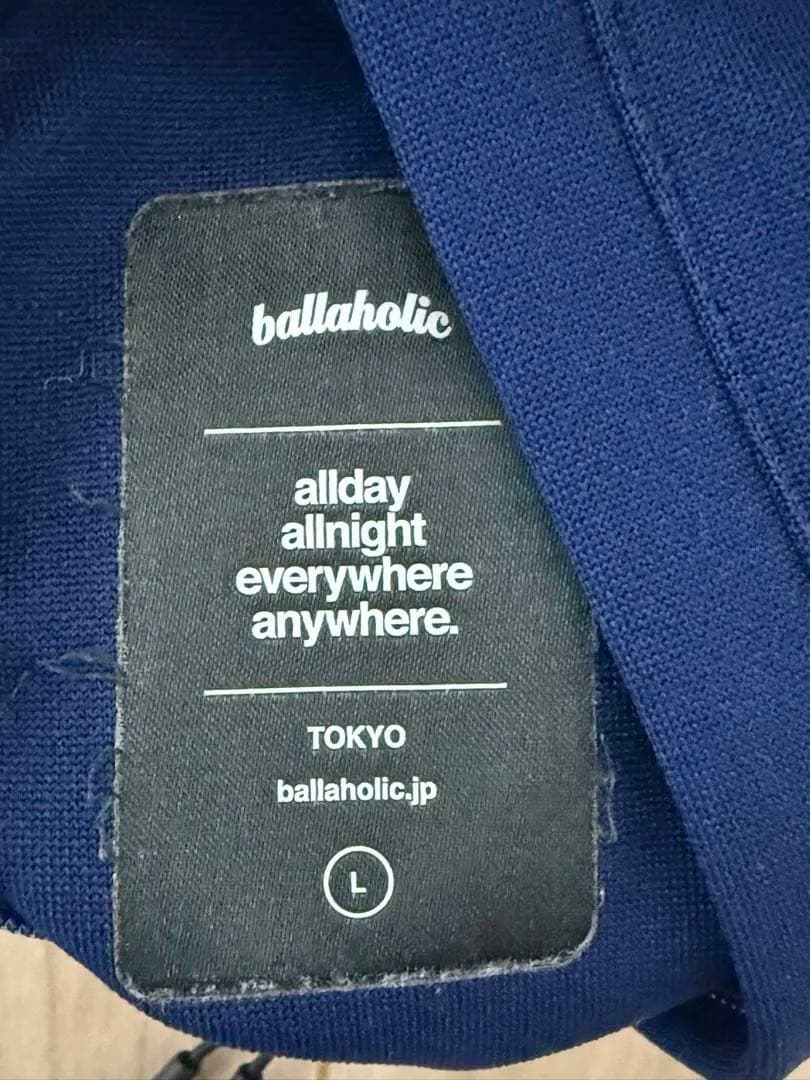 ballaholic
allday
allnight
everywhere
anywhere.
TOKYO
ballaholic.jp
L